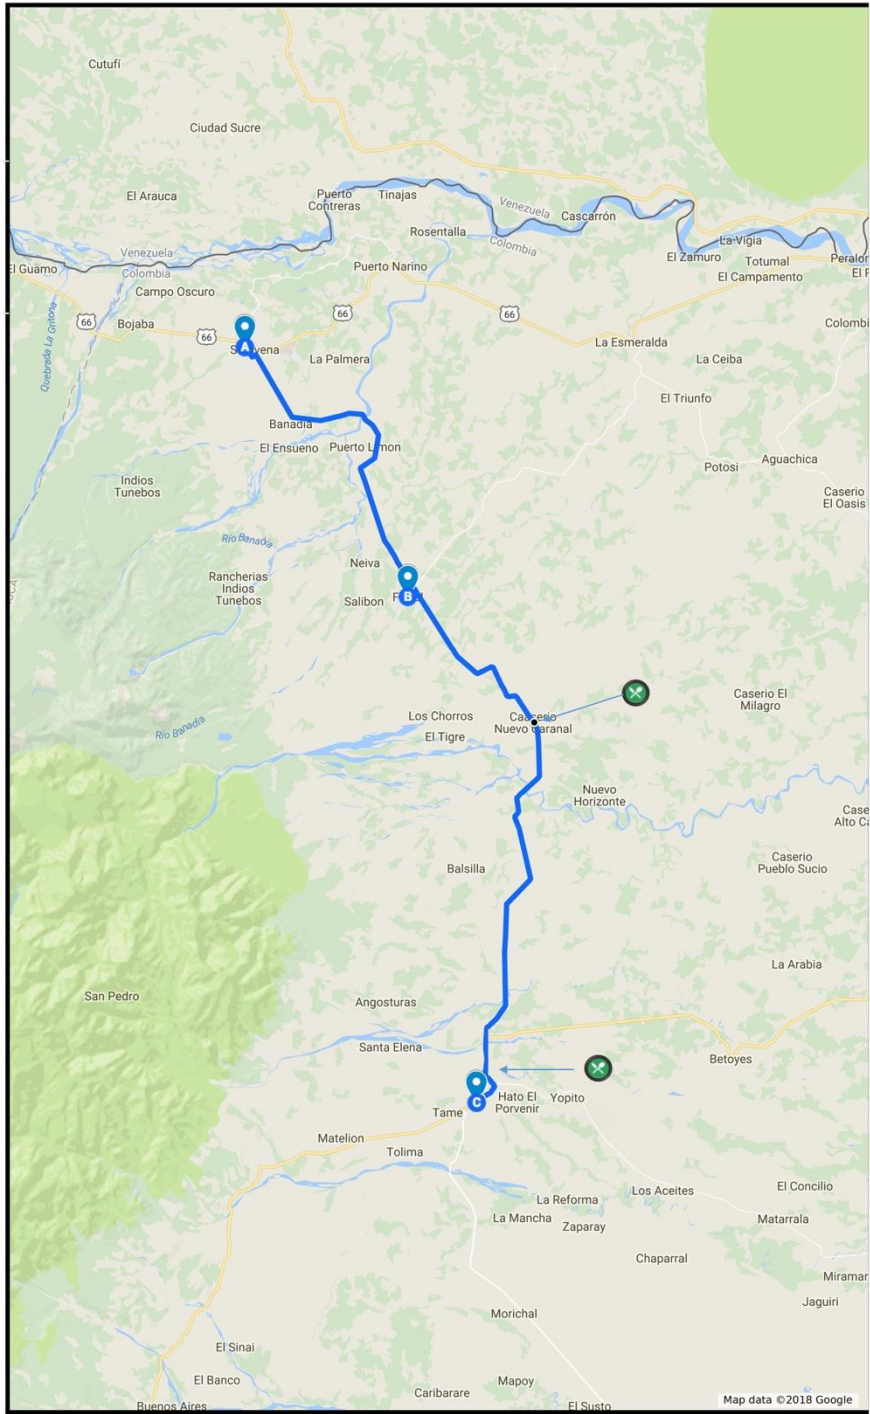 Cutufí
Ciudad Sucre
El Arauca
Puerto
Contreras
Tinajas
Venezuela
Cascarrón
Rosentalla
Colombia
La Vigia
El Zamuro
Totumal
El Campamento
Venezuela
Colombia
El Guamo
Puerto Narino
Campo Oscuro
66
Bojaba
66
66
66
Quebrada La Gritona
A
La Palmera
La Esmeralda
La Ceiba
El Triunfo
Banadia
El Ensueno
Puerto Limon
Potosi
Aguachica
Indios
Tunebos
Caserio
El Oasis
Río Banadia
Neiva
Rancherias
Indios
Tunebos
Salibon
B
Caserio El
Milagro
Los Chorros
El Tigre
Nuevo Caranal
Río Banadia
Nuevo
Horizonte
Balsilla
Caserio
Pueblo Sucio
La Arabia
San Pedro
Angosturas
Santa Elena
Betoyes
C
Hato El
Porvenir
Yopito
Tame
Matelion
Tolima
La Reforma
Los Aceites
El Concilio
La Mancha
Zaparay
Matarrala
Chaparral
Miramar
Jaguiri
Morichal
El Sinai
El Banco
Mapoy
Caribarare
Buenos Aires
El Susto
Map data ©2018 Google